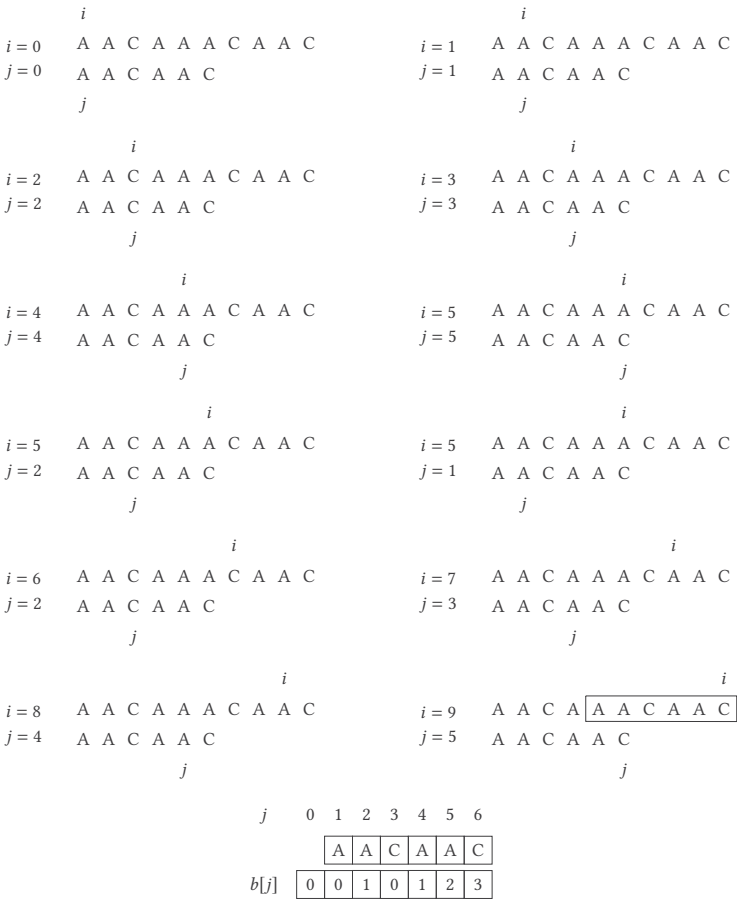 i
i = 0 A A C A A A C A A C
j = 0 A A C A A C
j
i
i = 1 A A C A A A C A A C
j = 1 A A C A A C
j
i
i = 2 A A C A A A C A A C
j = 2 A A C A A C
j
i
i = 3 A A C A A A C A A C
j = 3 A A C A A C
j
i
i = 4 A A C A A A C A A C
j = 4 A A C A A C
j
i
i = 5 A A C A A A C A A C
j = 5 A A C A A C
j
i
i = 5 A A C A A A C A A C
j = 2 A A C A A C
j
i
i = 5 A A C A A A C A A C
j = 1 A A C A A C
j
i
i = 6 A A C A A A C A A C
j = 2 A A C A A C
j
i
i = 7 A A C A A A C A A C
j = 3 A A C A A C
j
i
i = 8 A A C A A A C A A C
j = 4 A A C A A C
j
i
i = 9 A A C A A A C A A C
j = 5 A A C A A C
j
j 0 1 2 3 4 5 6
A A C A A C
b[j] 0 0 1 0 1 2 3